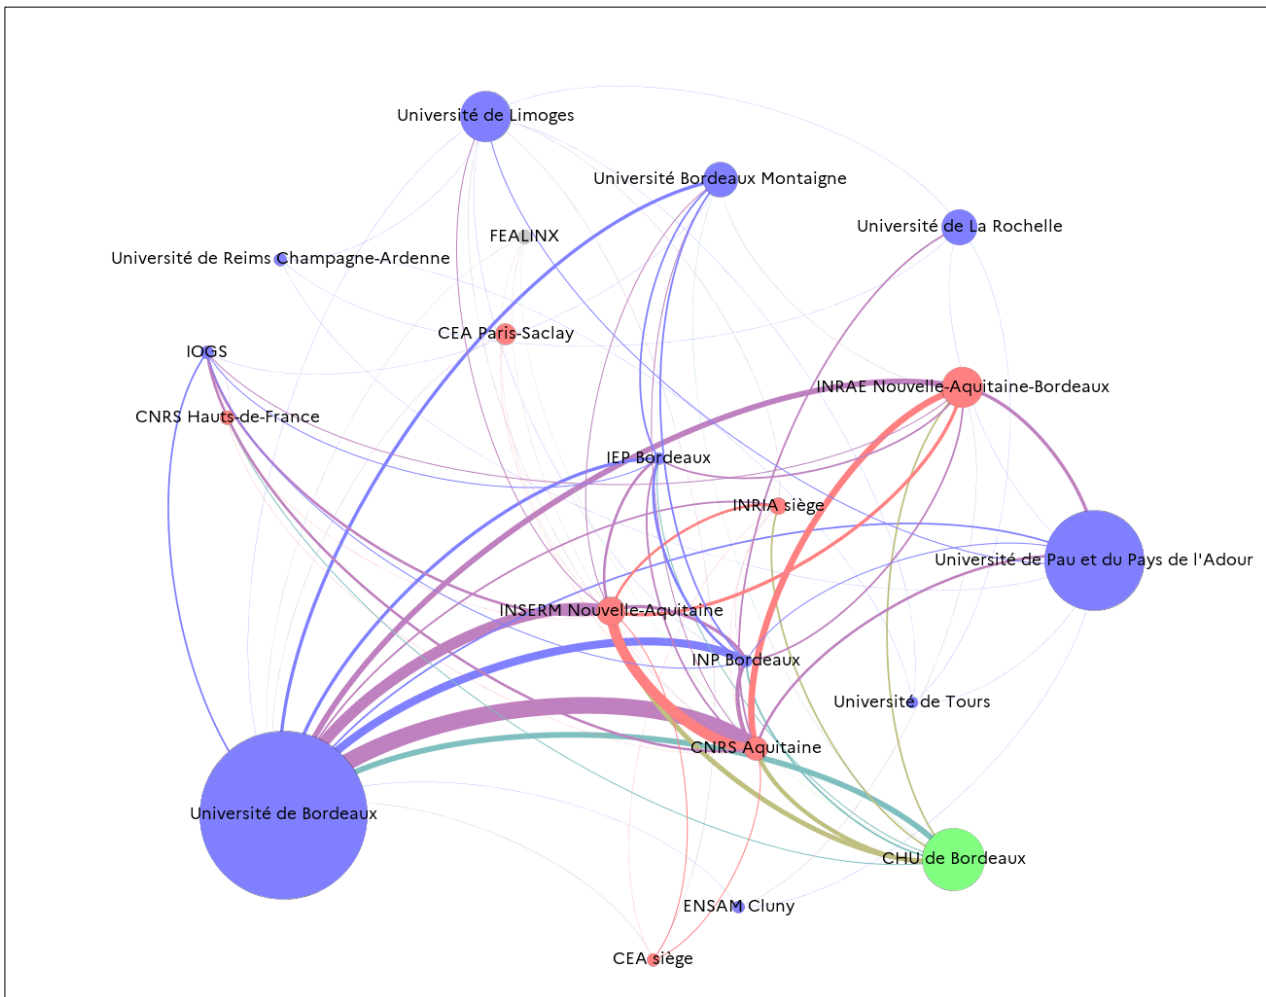 Université de Limoges
Université Bordeaux Montaigne
Université de La Rochelle
FEALINX
Université de Reims Champagne-Ardenne
CEA Paris-Saclay
IOGS
INRAE Nouvelle-Aquitaine-Bordeaux
CNRS Hauts-de-France
IEP Bordeaux
INRIA siège
Université de Pau et du Pays de l'Adour
INSERM Nouvelle-Aquitaine
INP Bordeaux
Université de Tours
CNRS Aquitaine
Université de Bordeaux
CHU de Bordeaux
ENSAM Cluny
CEA siège